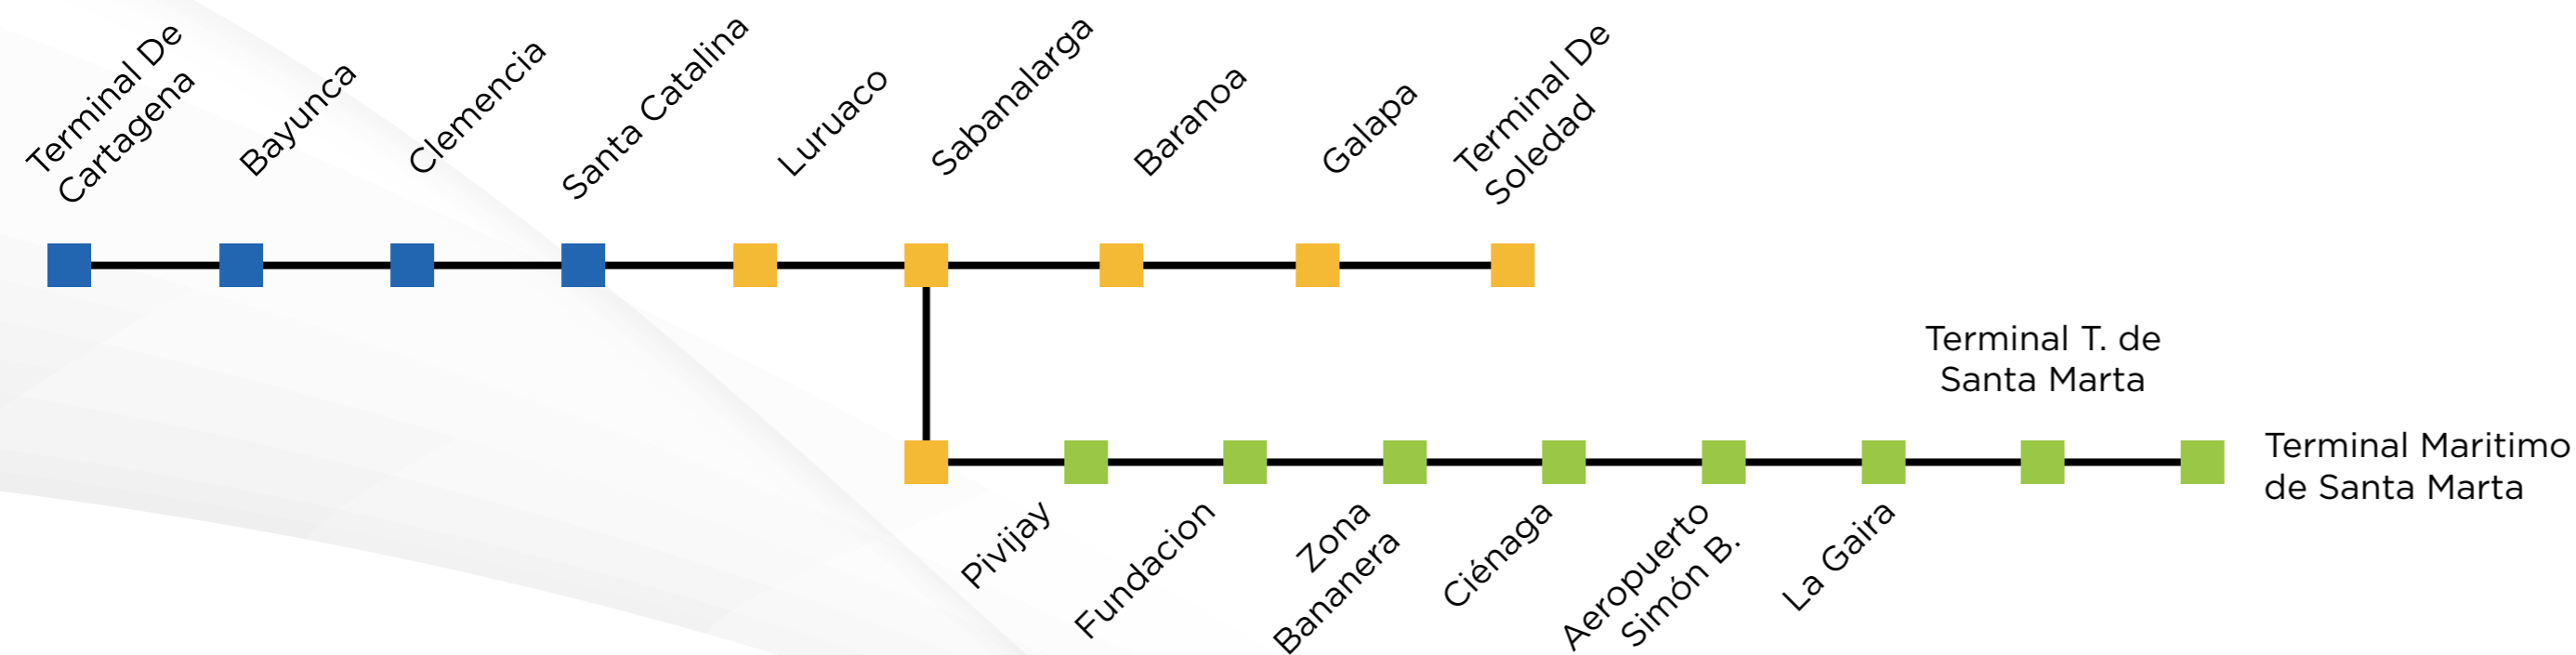 Terminal De
Cartagena
Bayunca
Clemencia
Santa Catalina
Luruaco
Sabanalarga
Baranoa
Galapa
Terminal De
Soledad
Terminal T. de
Santa Marta
Terminal Maritimo
de Santa Marta
Pivijay
Fundacion
Zona
Bananera
Ciénaga
Aeropuerto
Simón B.
La Gaira